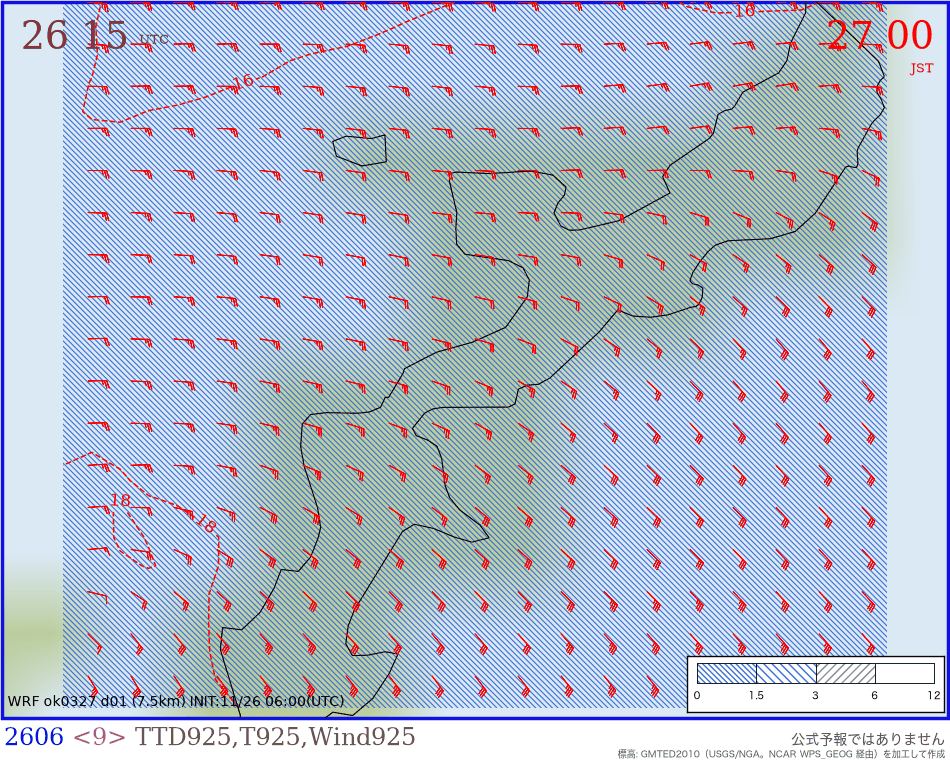 26 15 UTC
27 00
JST
16
16
18
18
WRF ok0327 d01 (7.5km) INIT:11/26 06:00(UTC)
0 1.5 3 6 12
2606 <9> TTD925,T925,Wind925
公式予報ではありません
標高: GMTED2010（USGS/NGA。NCAR WPS_GEOG 経由）を加工して作成